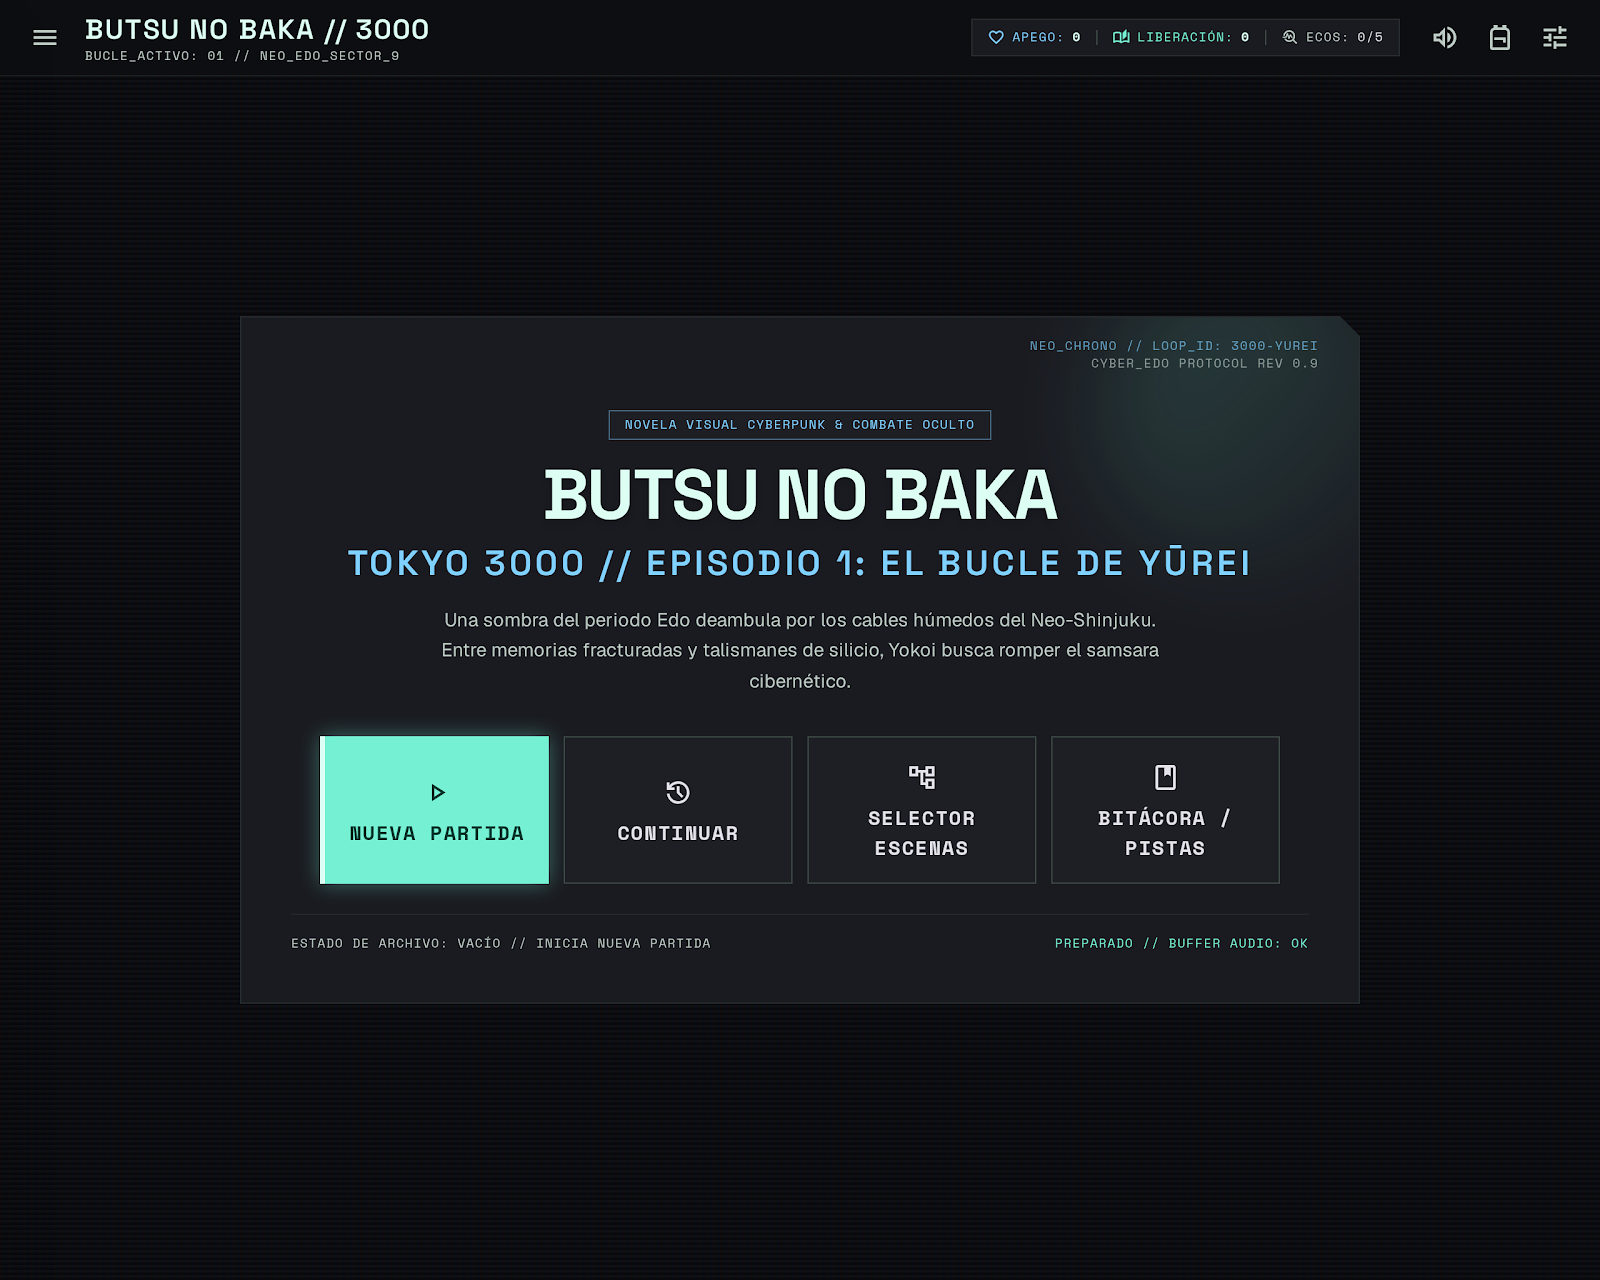 BUTSU NO BAKA // 3000
BUCLE_ACTIVO: 01 // NEO_EDO_SECTOR_9
APEGO: 0 | LIBERACIÓN: 0 | ECOS: 0/5
NEO_CHRONO // LOOP_ID: 3000-YUREI
CYBER_EDO PROTOCOL REV 0.9
NOVELA VISUAL CYBERPUNK & COMBATE OCULTO
BUTSU NO BAKA
TOKYO 3000 // EPISODIO 1: EL BUCLE DE YŪREI
Una sombra del periodo Edo deambula por los cables húmedos del Neo-Shinjuku.
Entre memorias fracturadas y talismanes de silicio, Yokoi busca romper el samsara
cibernético.
NUEVA PARTIDA
CONTINUAR
SELECTOR
ESCENAS
BITÁCORA /
PISTAS
ESTADO DE ARCHIVO: VACÍO // INICIA NUEVA PARTIDA
PREPARADO // BUFFER AUDIO: OK